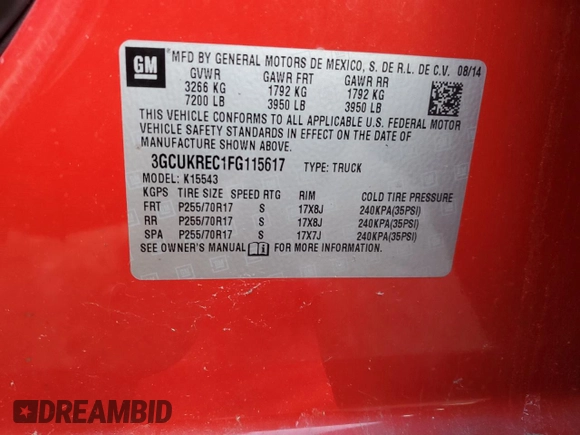 GM
MFD BY GENERAL MOTORS DE MEXICO, S. DE R.L. DE C.V. 08/14
GVWR GAWR FRT GAWR RR
3266 KG 1792 KG 1792 KG
7200 LB 3950 LB 3950 LB
THIS VEHICLE CONFORMS TO ALL APPLICABLE U.S. FEDERAL MOTOR
VEHICLE SAFETY STANDARDS IN EFFECT ON THE DATE OF
MANUFACTURE SHOWN ABOVE.
3GCUKREC1FG115617 TYPE: TRUCK
MODEL: K15543
KGPS TIRE SIZE SPEED RTG RIM COLD TIRE PRESSURE
FRT P255/70R17 S 17X8J 240KPA(35PSI)
RR P255/70R17 S 17X8J 240KPA(35PSI)
SPA P255/70R17 S 17X7J 240KPA(35PSI)
SEE OWNER'S MANUAL FOR MORE INFORMATION.
DREAMBID